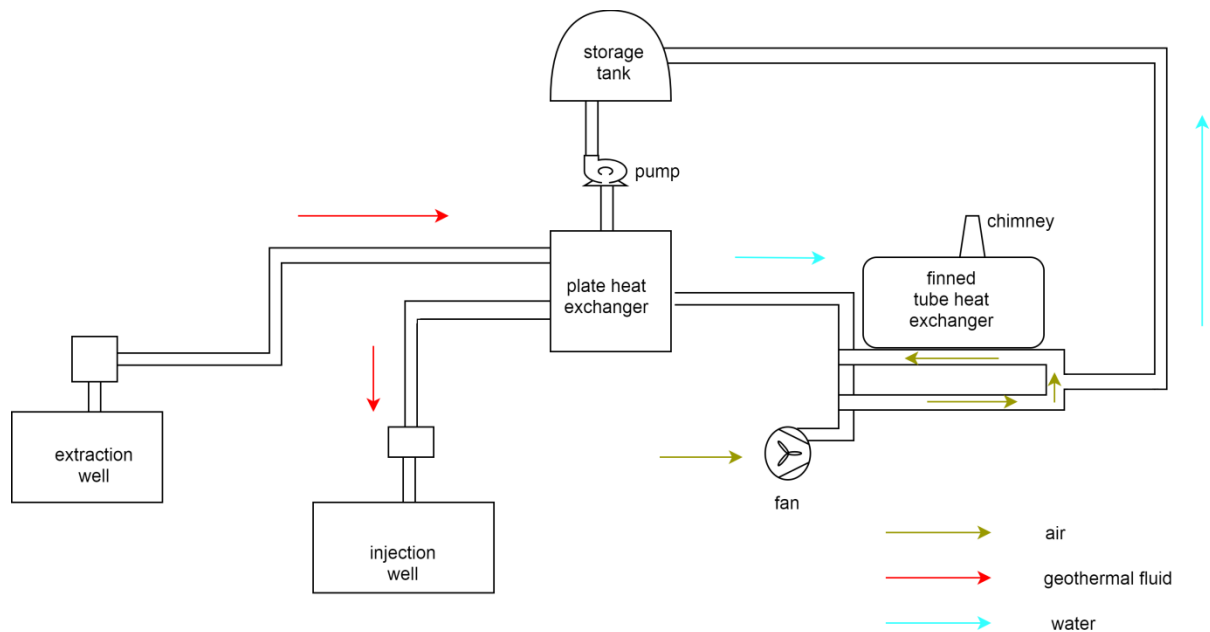 storage
tank
pump
chimney
plate heat
exchanger
finned
tube heat
exchanger
extraction
well
fan
injection
well
air
geothermal fluid
water